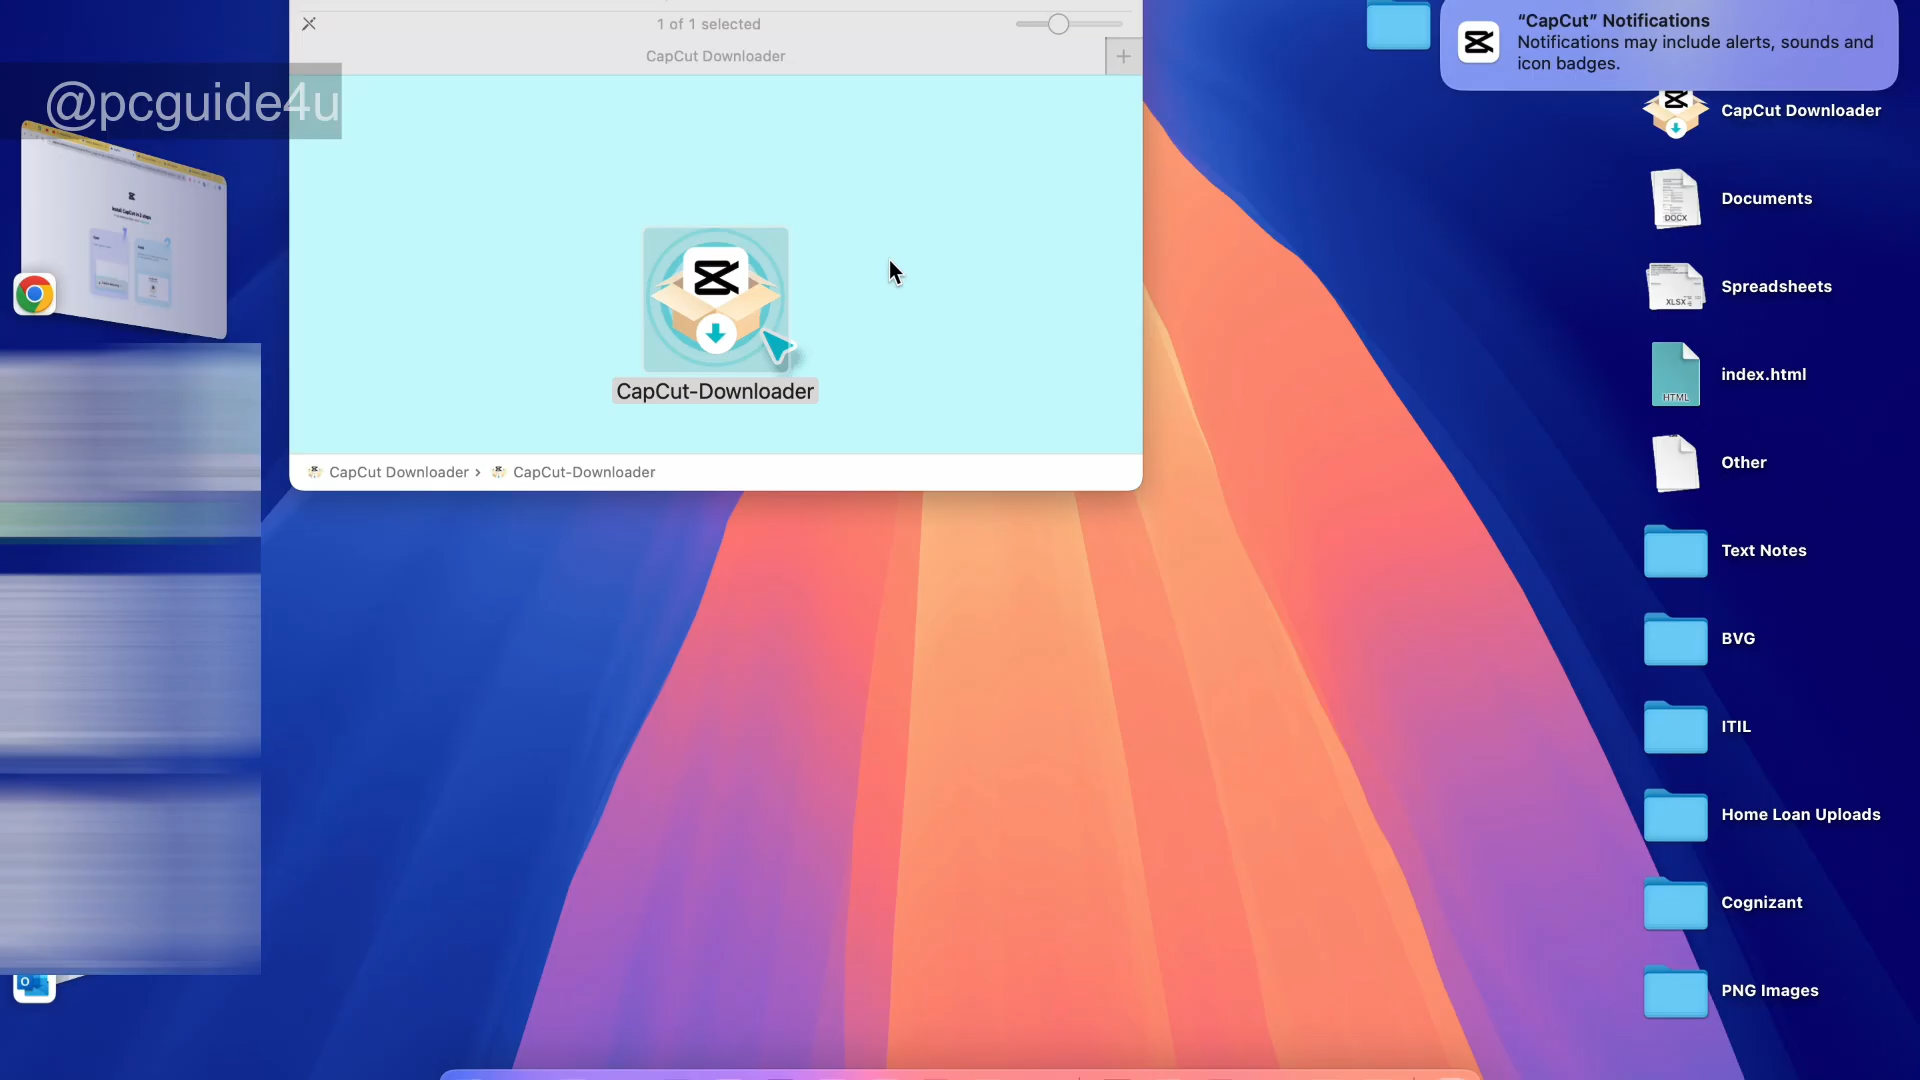 1 of 1 selected
CapCut Downloader
@pcguide4u
CapCut-Downloader
CapCut Downloader › CapCut-Downloader
“CapCut” Notifications
Notifications may include alerts, sounds and
icon badges.
CapCut Downloader
DOCX
Documents
XLSX
Spreadsheets
HTML
index.html
Other
Text Notes
BVG
ITIL
Home Loan Uploads
Cognizant
PNG Images